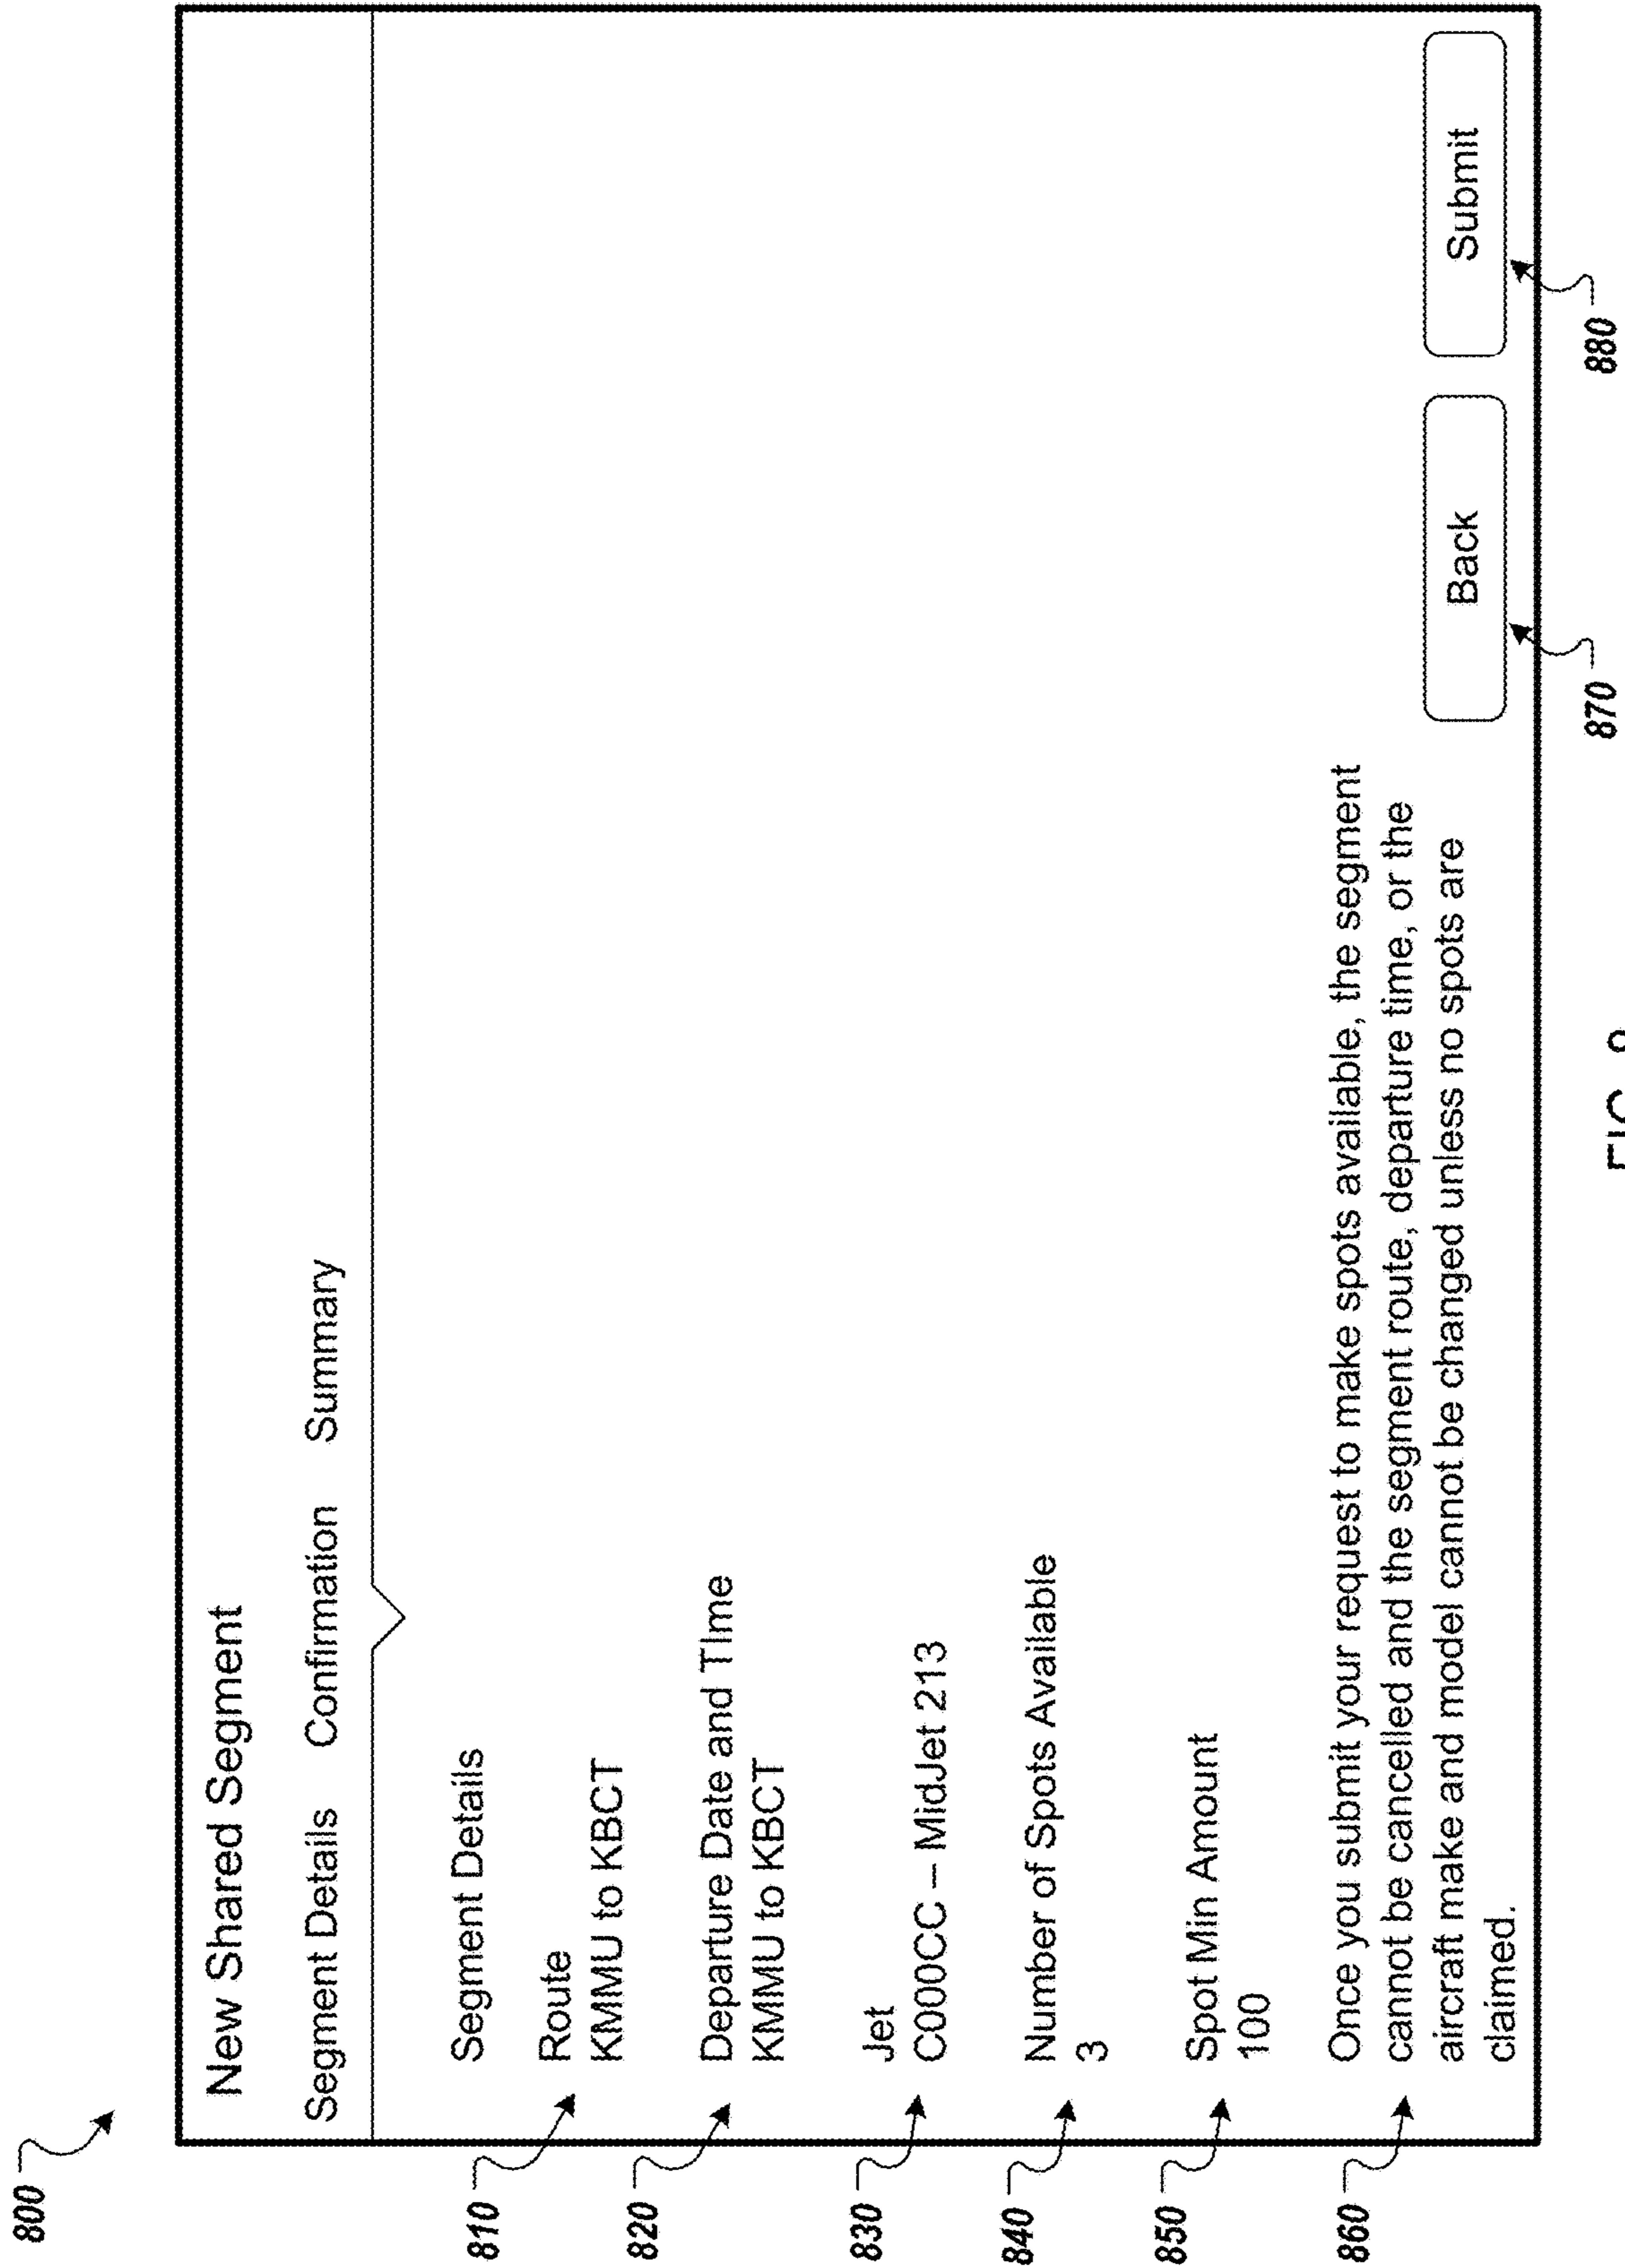 800
New Shared Segment
Segment Details Confirmation Summary
Segment Details
810
Route
KMMU to KBCT
820
Departure Date and TIme
KMMU to KBCT
830
Jet
C000CC – MidJet 213
840
Number of Spots Available
3
850
Spot Min Amount
100
860
Once you submit your request to make spots available, the segment
cannot be cancelled and the segment route, departure time, or the
aircraft make and model cannot be changed unless no spots are
claimed.
Back
Submit
870
880